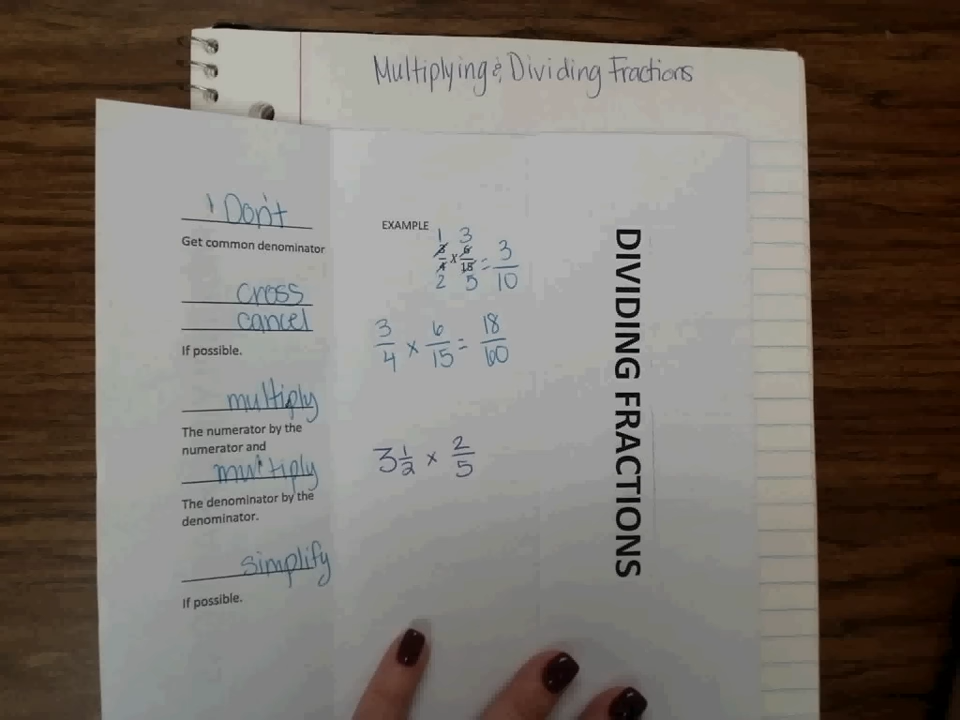 Multiplying & Dividing Fractions
Don't
Get common denominator
cross
cancel
If possible.
multiply
The numerator by the
numerator and
multiply
The denominator by the
denominator.
simplify
If possible.
EXAMPLE
1 3
3/4 x 6/15 = 3/10
2 5
3/4 x 6/15 = 18/60
3 1/2 x 2/5
DIVIDING FRACTIONS